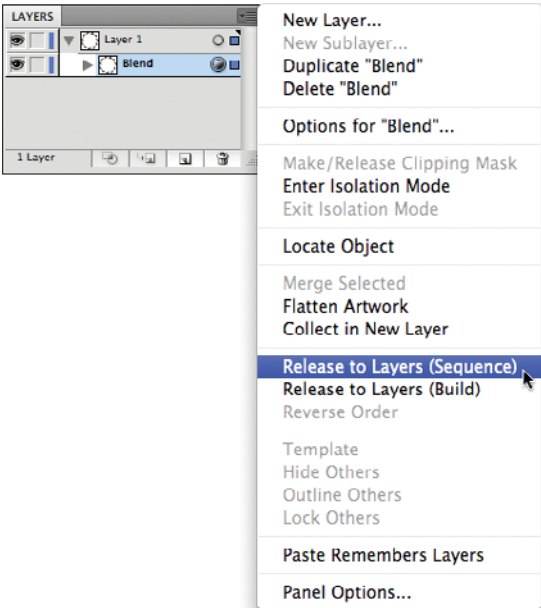 LAYERS
Layer 1
Blend
1 Layer
New Layer...
New Sublayer...
Duplicate "Blend"
Delete "Blend"
Options for "Blend"...
Make/Release Clipping Mask
Enter Isolation Mode
Exit Isolation Mode
Locate Object
Merge Selected
Flatten Artwork
Collect in New Layer
Release to Layers (Sequence)
Release to Layers (Build)
Reverse Order
Template
Hide Others
Outline Others
Lock Others
Paste Remembers Layers
Panel Options...